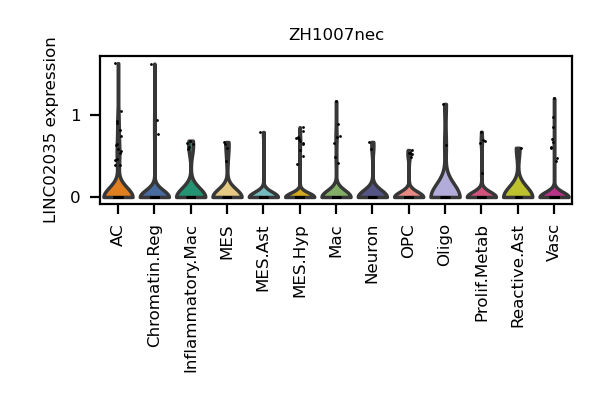 ZH1007nec
LINC02035 expression
1
0
AC
Chromatin.Reg
Inflammatory.Mac
MES
MES.Ast
MES.Hyp
Mac
Neuron
OPC
Oligo
Prolif.Metab
Reactive.Ast
Vasc